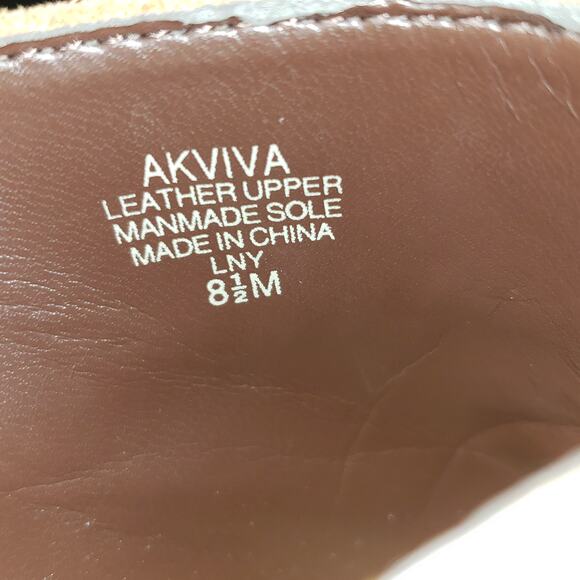 AKVIVA
LEATHER UPPER
MANMADE SOLE
MADE IN CHINA
LNY
8½M